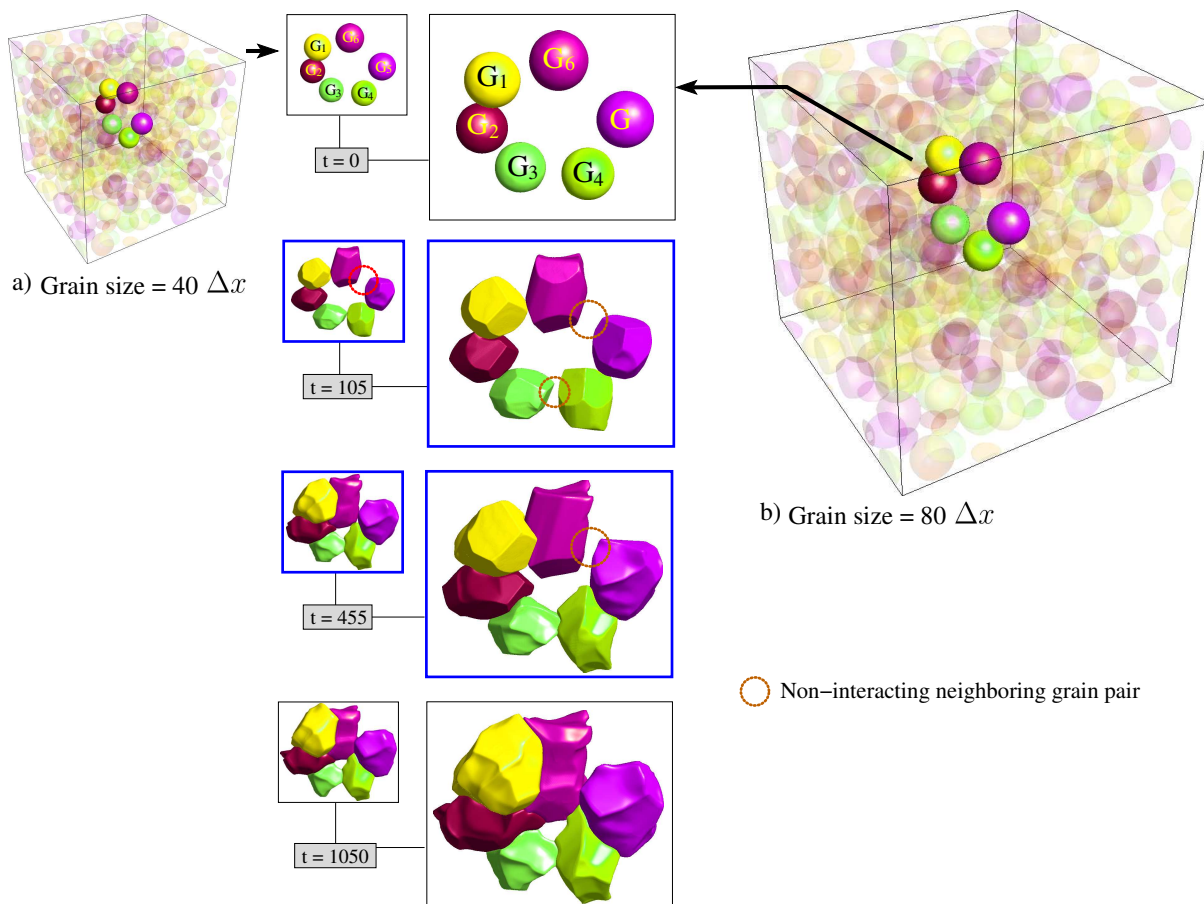 G1
G6
G2
G5
G3
G4
t = 0
G1
G6
G2
G
G3
G4
a) Grain size = 40 Δx
t = 105
b) Grain size = 80 Δx
t = 455
Non−interacting neighboring grain pair
t = 1050